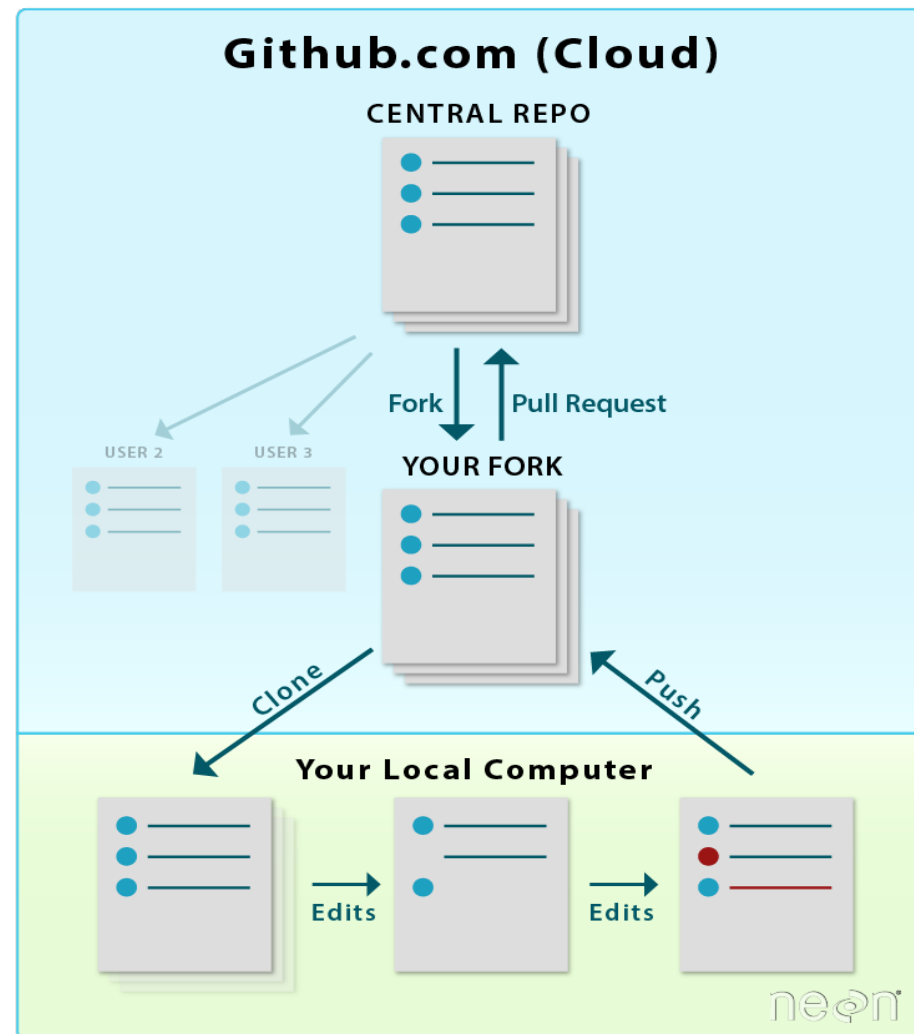 Github.com (Cloud)
CENTRAL REPO
Fork
Pull Request
USER 2
USER 3
YOUR FORK
Clone
Push
Your Local Computer
Edits
Edits
neon